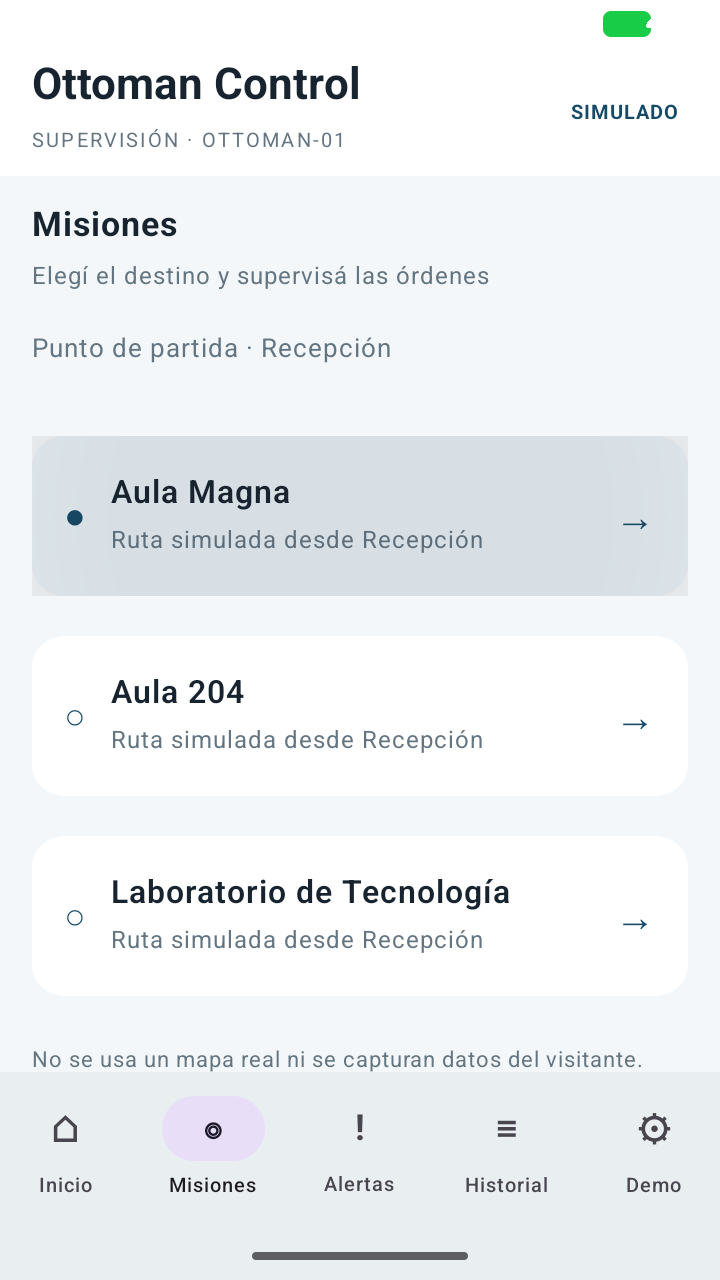 Ottoman Control
SUPERVISIÓN · OTTOMAN-01
SIMULADO
Misiones
Elegí el destino y supervisá las órdenes
Punto de partida · Recepción
Aula Magna
Ruta simulada desde Recepción
→
Aula 204
Ruta simulada desde Recepción
→
Laboratorio de Tecnología
Ruta simulada desde Recepción
→
No se usa un mapa real ni se capturan datos del visitante.
Inicio
Misiones
Alertas
Historial
Demo